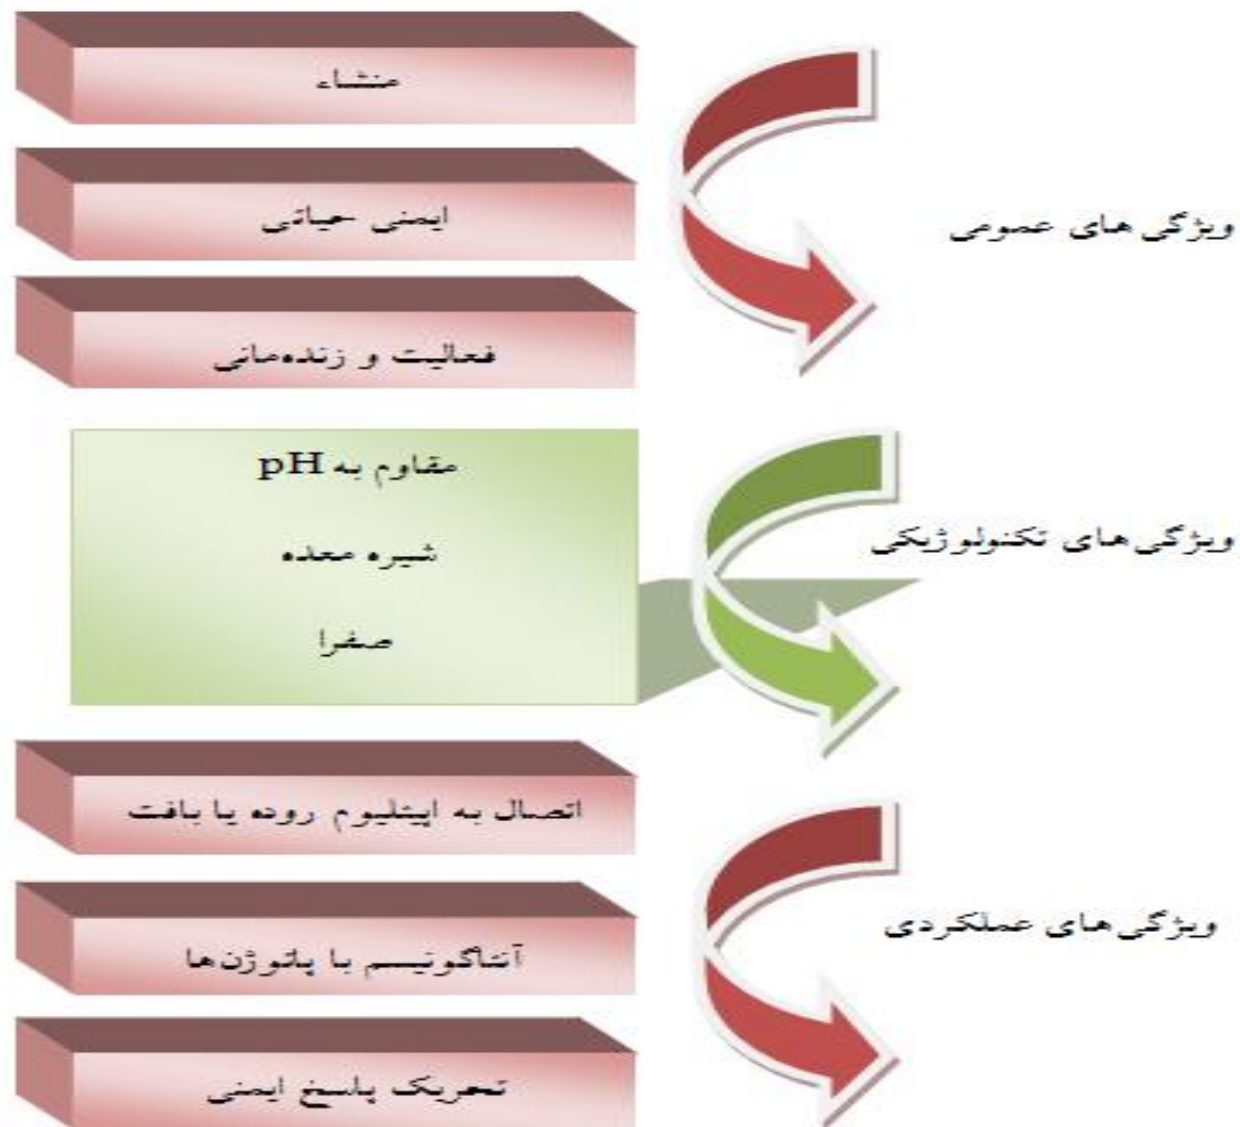 منشاء
ایمنی حیاتی
فعالیت و زنده‌مانی
ویژگی های عمومی
مقاوم به pH
شیره معده
صفرا
ویژگی‌های تکنولوژیکی
اتصال به اپیتلیوم روده یا بافت
آنتاگونیسم با پاتوژن‌ها
تحریک پاسخ ایمنی
ویژگی‌های عملکردی